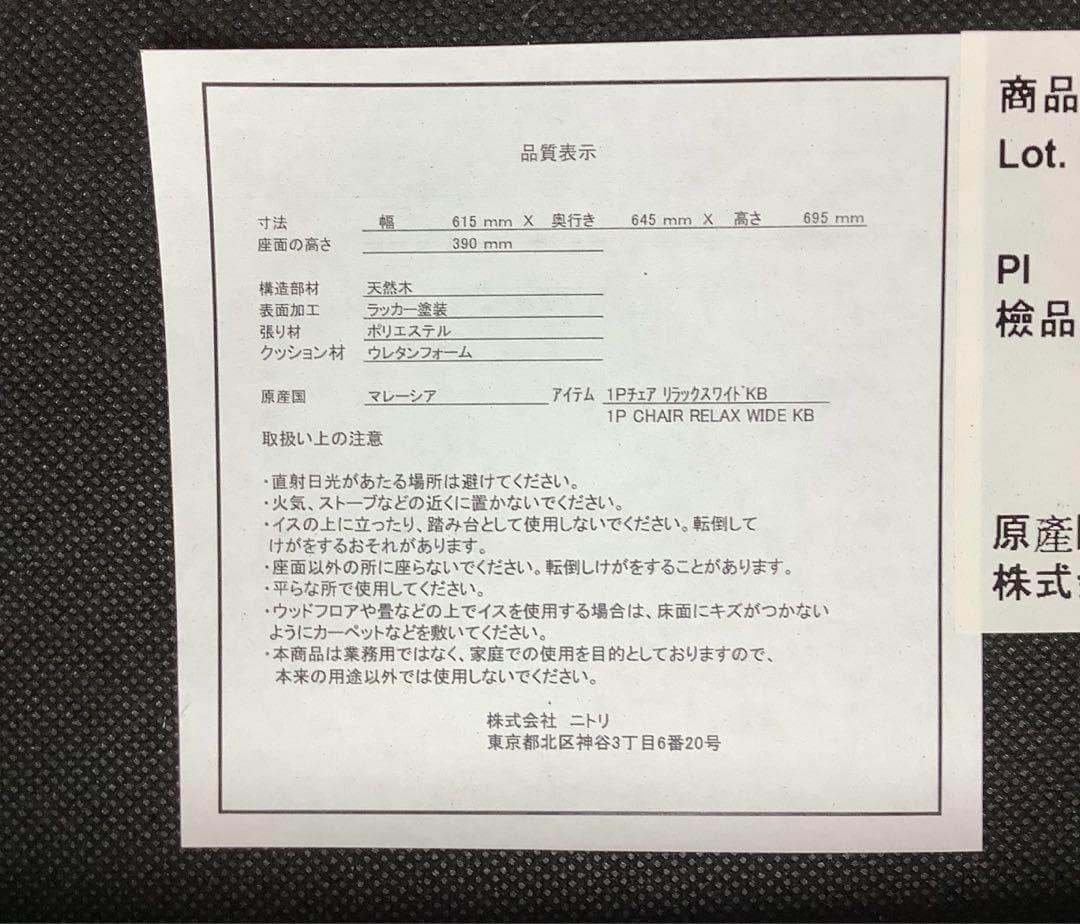 品質表示
寸法 幅 615 mm X 奥行き 645 mm X 高さ 695 mm
座面の高さ 390 mm
構造部材 天然木
表面加工 ラッカー塗装
張り材 ポリエステル
クッション材 ウレタンフォーム
原産国 マレーシア アイテム 1Pチェア リラックスワイドKB
1P CHAIR RELAX WIDE KB
取扱い上の注意
・直射日光があたる場所は避けてください。
・火気、ストーブなどの近くに置かないでください。
・イスの上に立ったり、踏み台として使用しないでください。転倒して
けがをするおそれがあります。
・座面以外の所に座らないでください。転倒しけがをすることがあります。
・平らな所で使用してください。
・ウッドフロアや畳などの上でイスを使用する場合は、床面にキズがつかない
ようにカーペットなどを敷いてください。
・本商品は業務用ではなく、家庭での使用を目的としておりますので、
本来の用途以外では使用しないでください。
株式会社 ニトリ
東京都北区神谷3丁目6番20号
商品
Lot.
PI
檢品
原產
株式